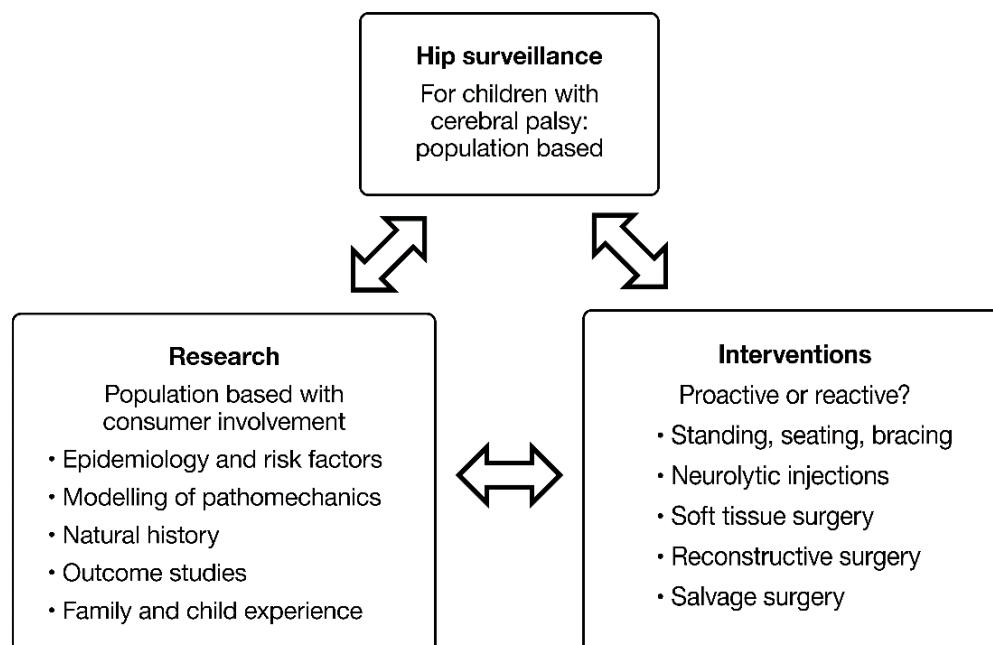 Hip surveillance
For children with
cerebral palsy:
population based
Research
Population based with
consumer involvement
• Epidemiology and risk factors
• Modelling of pathomechanics
• Natural history
• Outcome studies
• Family and child experience
Interventions
Proactive or reactive?
• Standing, seating, bracing
• Neurolytic injections
• Soft tissue surgery
• Reconstructive surgery
• Salvage surgery